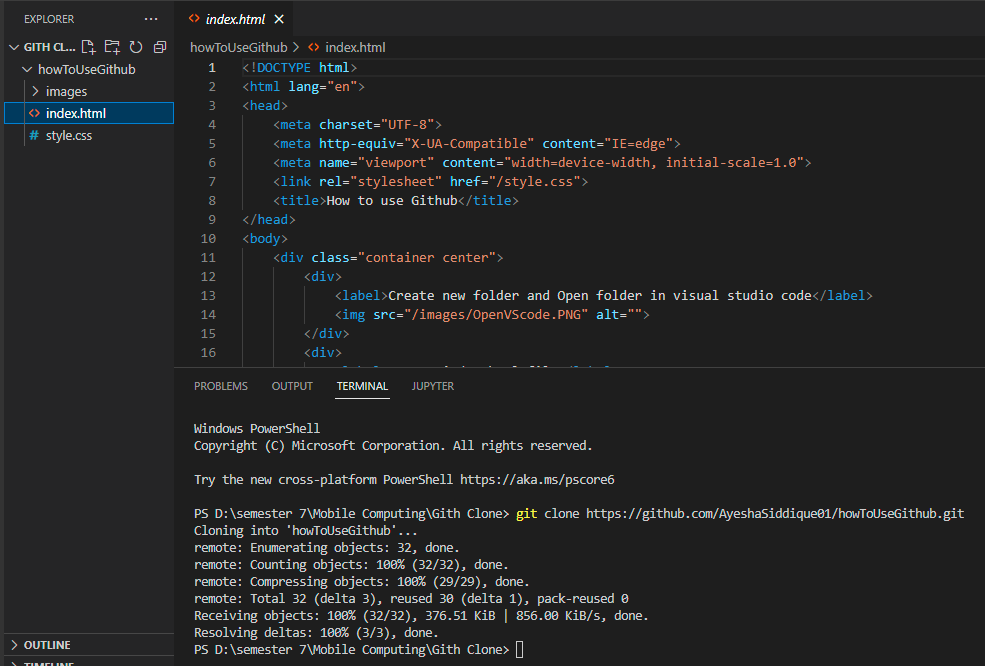 EXPLORER ...
GITH CL...
howToUseGithub
images
index.html
# style.css
OUTLINE
TIMELINE
index.html
howToUseGithub > index.html
1 <!DOCTYPE html>
2 <html lang="en">
3 <head>
4 <meta charset="UTF-8">
5 <meta http-equiv="X-UA-Compatible" content="IE=edge">
6 <meta name="viewport" content="width=device-width, initial-scale=1.0">
7 <link rel="stylesheet" href="/style.css">
8 <title>How to use Github</title>
9 </head>
10 <body>
11 <div class="container center">
12 <div>
13 <label>Create new folder and Open folder in visual studio code</label>
14 <img src="/images/OpenVScode.PNG" alt="">
15 </div>
16 <div>
PROBLEMS OUTPUT TERMINAL JUPYTER
Windows PowerShell
Copyright (C) Microsoft Corporation. All rights reserved.
Try the new cross-platform PowerShell https://aka.ms/pscore6
PS D:\semester 7\Mobile Computing\Gith Clone> git clone https://github.com/AyeshaSiddique01/howToUseGithub.git
Cloning into 'howToUseGithub'...
remote: Enumerating objects: 32, done.
remote: Counting objects: 100% (32/32), done.
remote: Compressing objects: 100% (29/29), done.
remote: Total 32 (delta 3), reused 30 (delta 1), pack-reused 0
Receiving objects: 100% (32/32), 376.51 KiB | 856.00 KiB/s, done.
Resolving deltas: 100% (3/3), done.
PS D:\semester 7\Mobile Computing\Gith Clone>